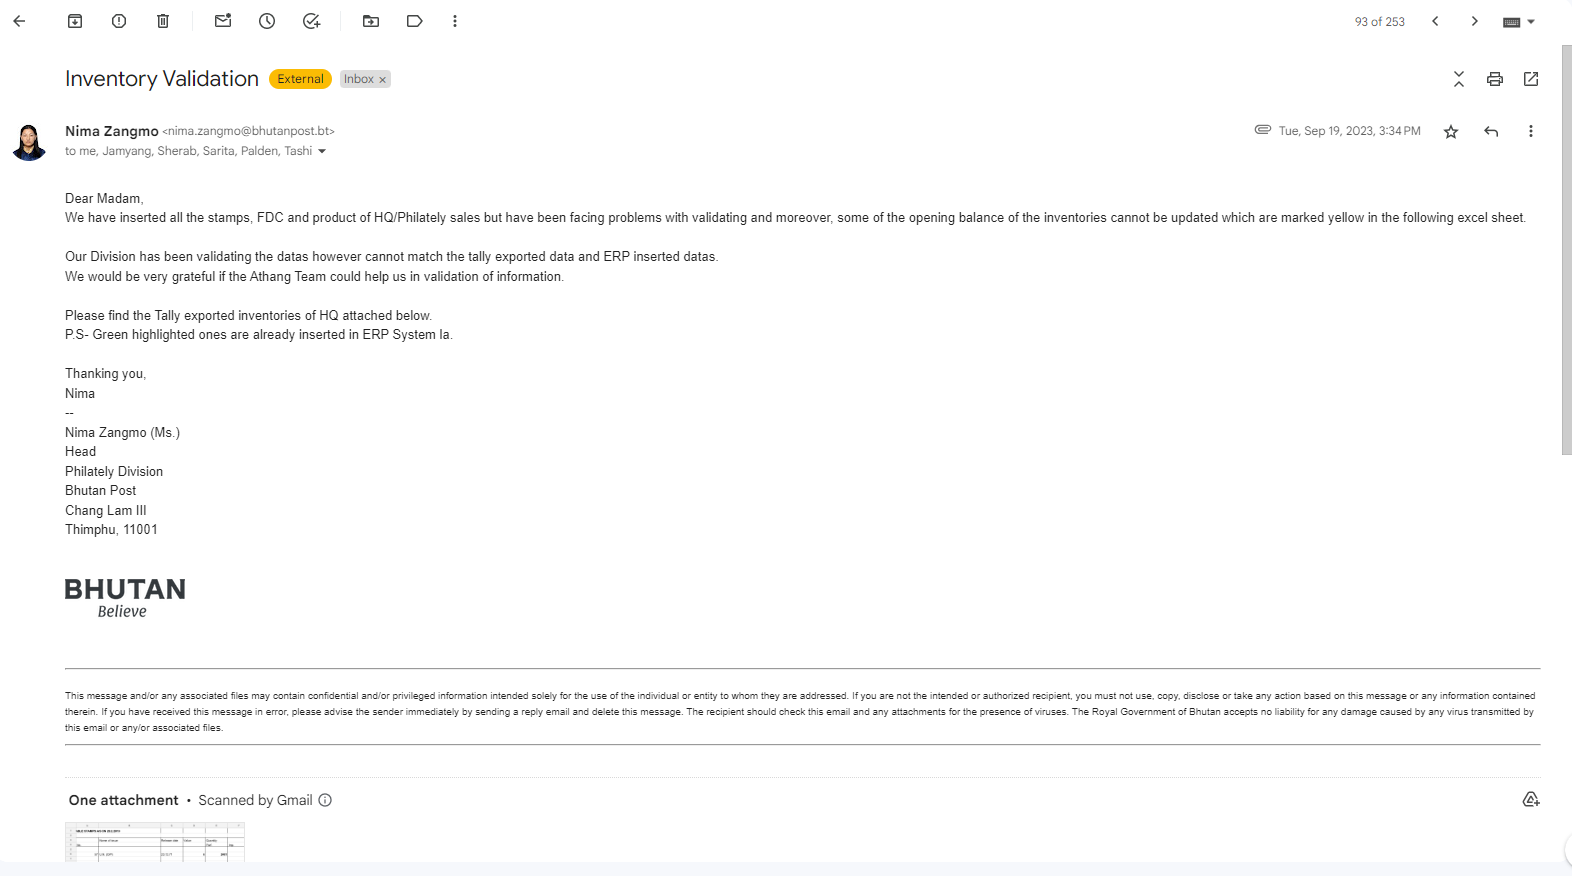 93 of 253
Inventory Validation External Inbox x
Nima Zangmo <nima.zangmo@bhutanpost.bt> Tue, Sep 19, 2023, 3:34 PM
to me, Jamyang, Sherab, Sarita, Palden, Tashi
Dear Madam,
We have inserted all the stamps, FDC and product of HQ/Philately sales but have been facing problems with validating and moreover, some of the opening balance of the inventories cannot be updated which are marked yellow in the following excel sheet.
Our Division has been validating the datas however cannot match the tally exported data and ERP inserted datas.
We would be very grateful if the Athang Team could help us in validation of information.
Please find the Tally exported inventories of HQ attached below.
P.S- Green highlighted ones are already inserted in ERP System la.
Thanking you,
Nima
--
Nima Zangmo (Ms.)
Head
Philately Division
Bhutan Post
Chang Lam III
Thimphu, 11001
BHUTAN
Believe
This message and/or any associated files may contain confidential and/or privileged information intended solely for the use of the individual or entity to whom they are addressed. If you are not the intended or authorized recipient, you must not use, copy, disclose or take any action based on this message or any information contained
therein. If you have received this message in error, please advise the sender immediately by sending a reply email and delete this message. The recipient should check this email and any attachments for the presence of viruses. The Royal Government of Bhutan accepts no liability for any damage caused by any virus transmitted by
this email or any/or associated files.
One attachment • Scanned by Gmail